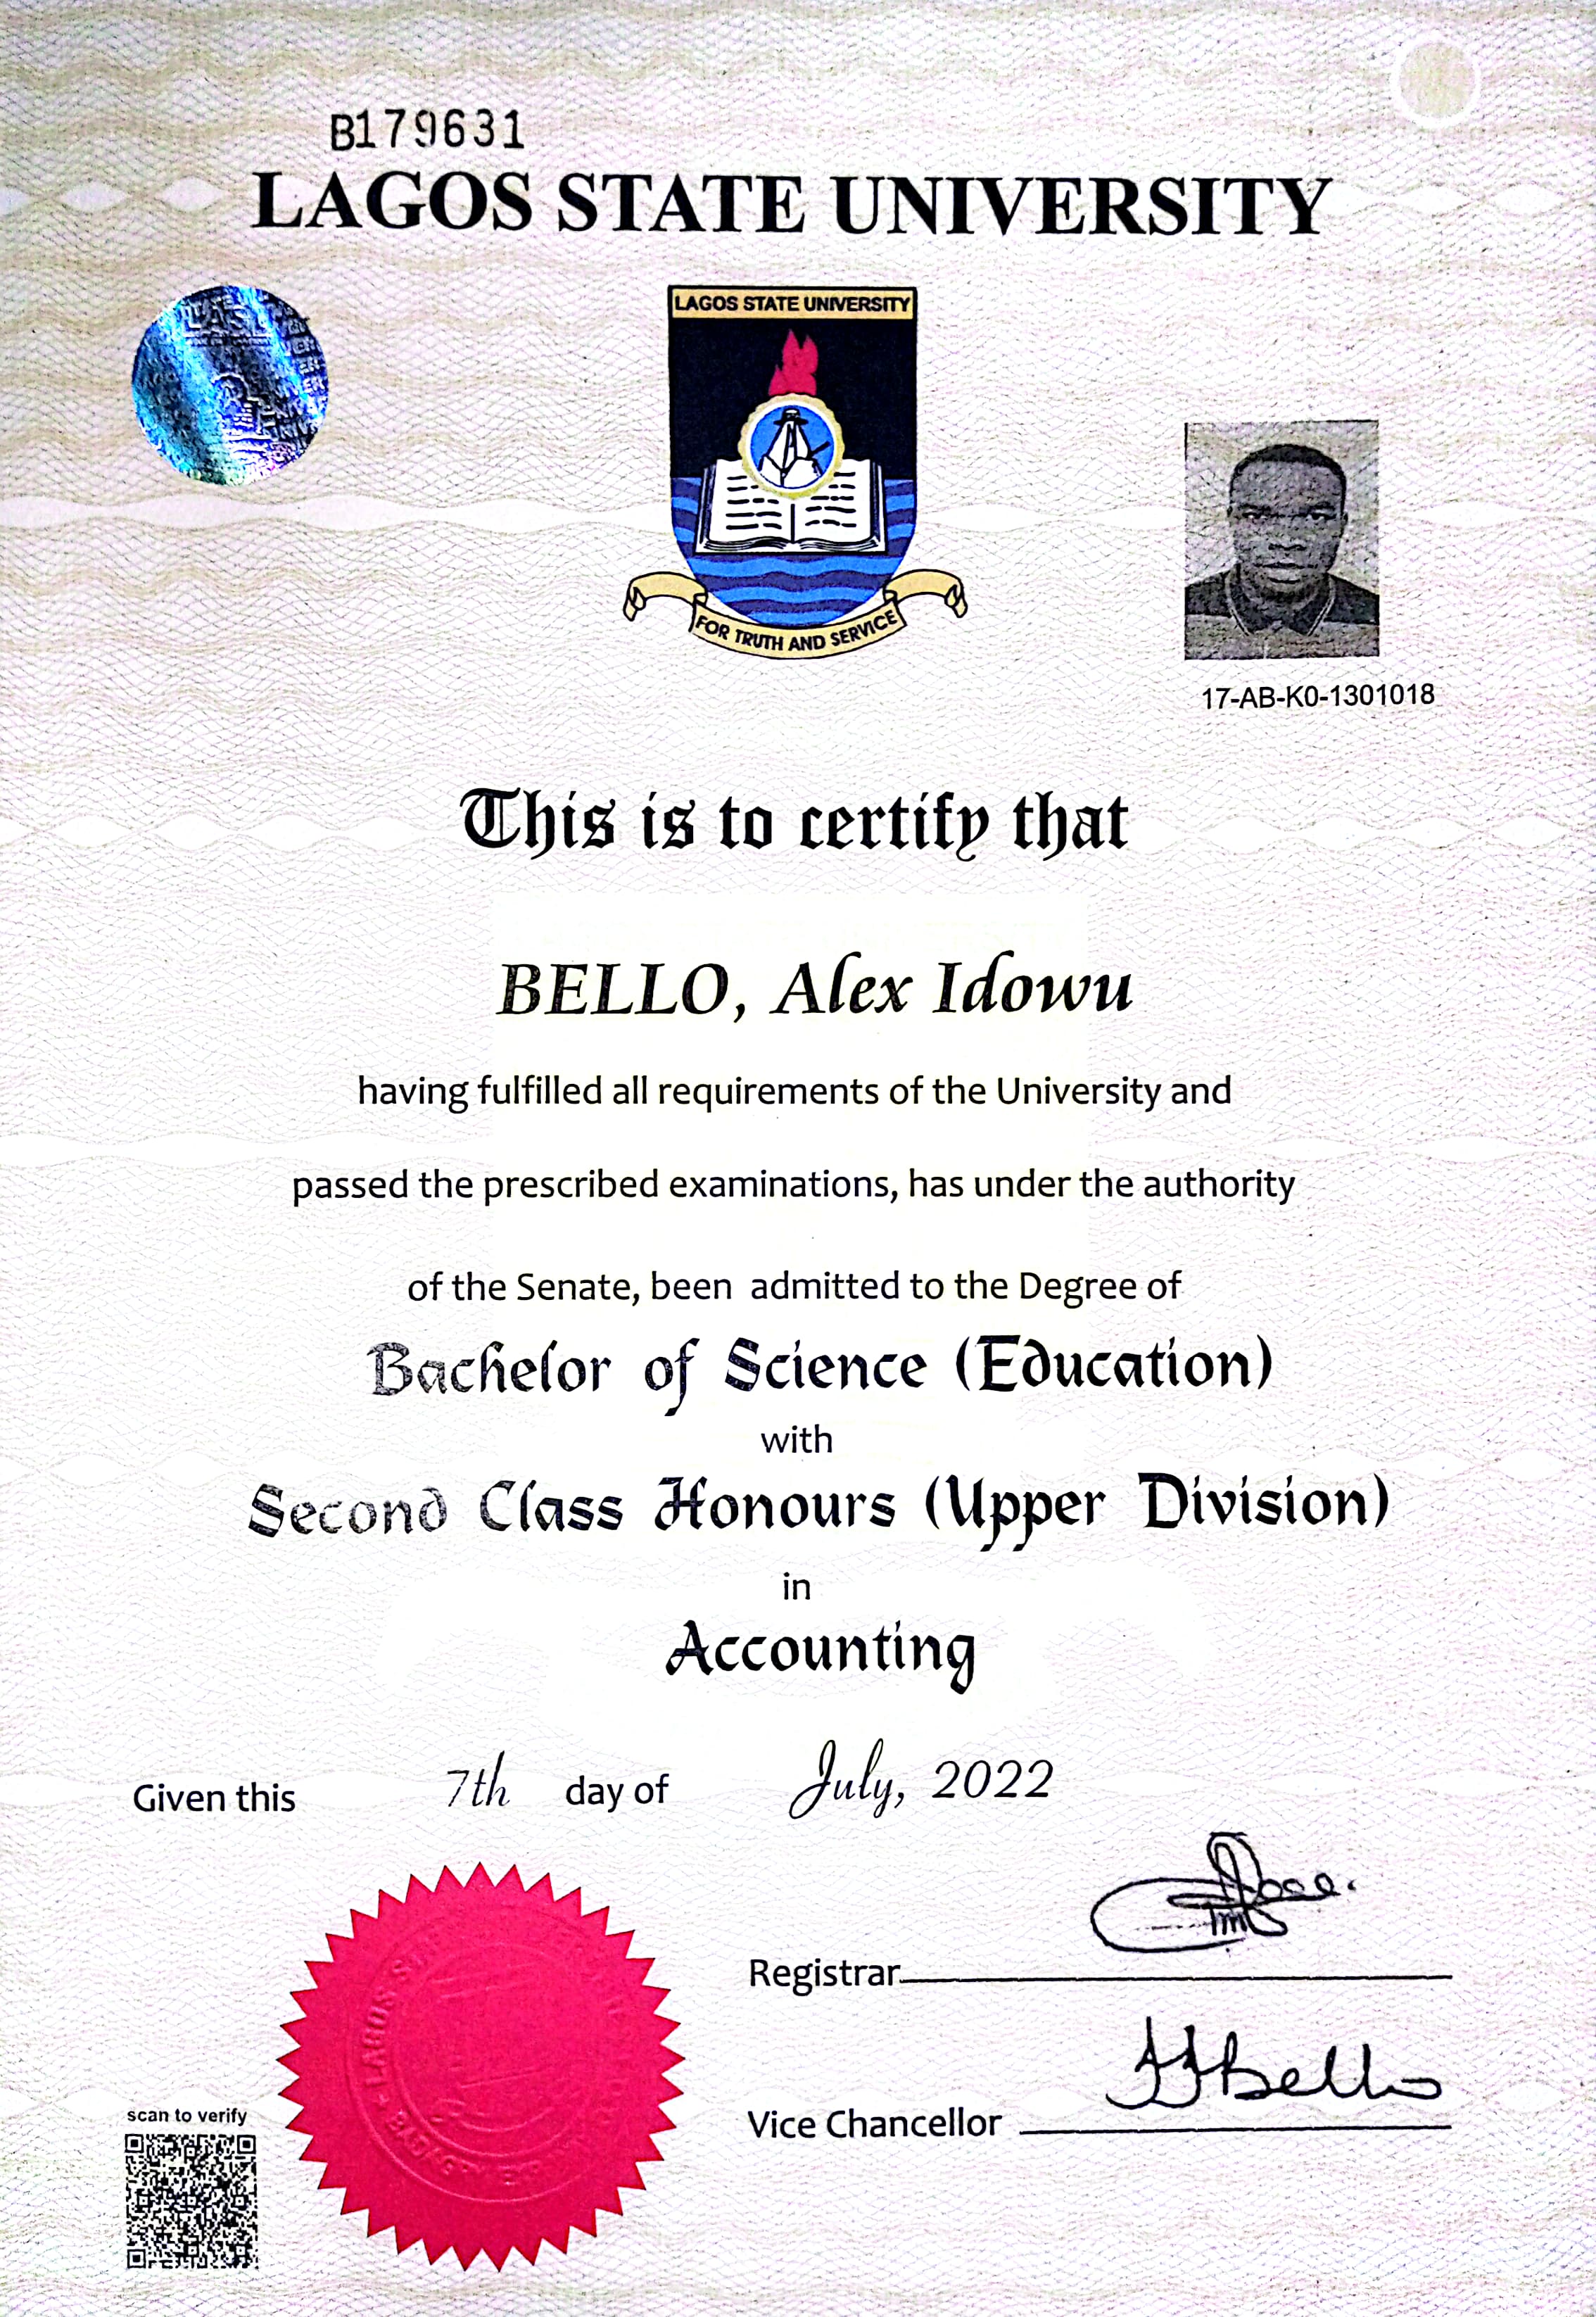 B179631
LAGOS STATE UNIVERSITY
LAGOS STATE UNIVERSITY
FOR TRUTH AND SERVICE
17-AB-K0-1301018
This is to certify that
BELLO, Alex Idowu
having fulfilled all requirements of the University and
passed the prescribed examinations, has under the authority
of the Senate, been admitted to the Degree of
Bachelor of Science (Education)
with
Second Class Honours (Upper Division)
in
Accounting
Given this 7th day of July, 2022
Registrar
Bello
Vice Chancellor
scan to verify
LAGOS